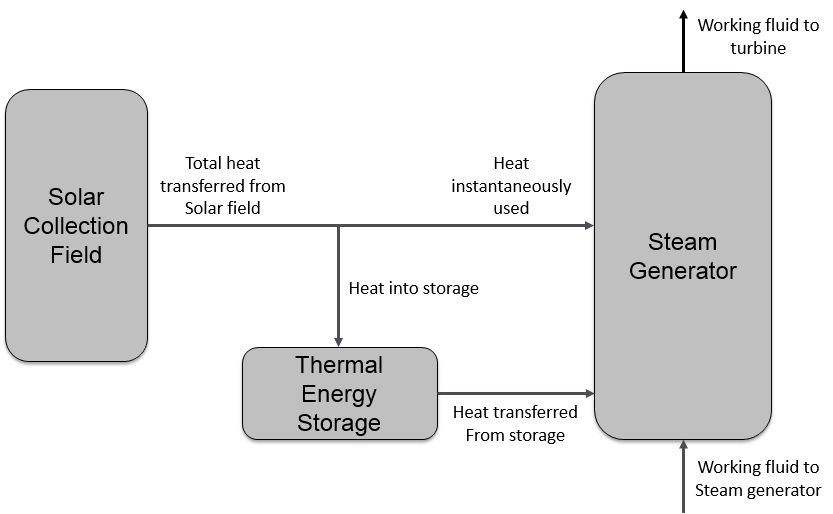 Working fluid to
turbine
Solar
Collection
Field
Total heat
transferred from
Solar field
Heat
instantaneously
used
Steam
Generator
Heat into storage
Thermal
Energy
Storage
Heat transferred
From storage
Working fluid to
Steam generator